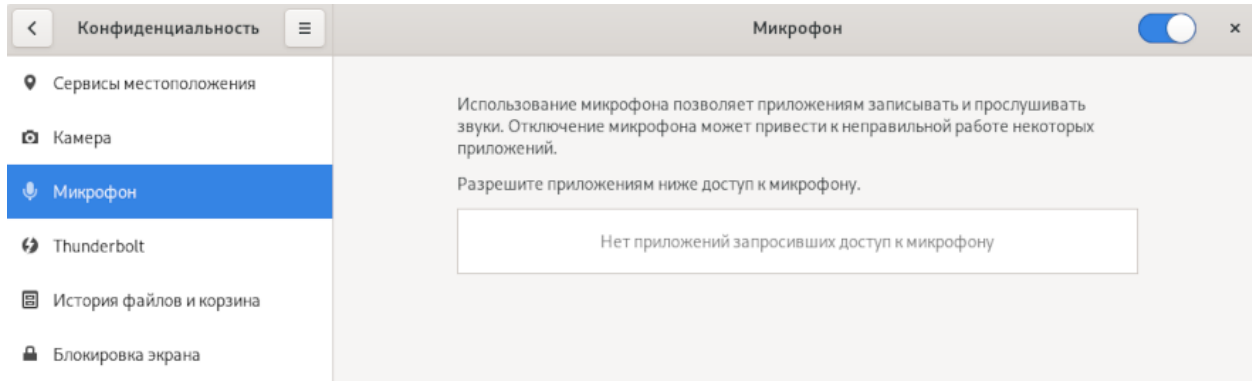 Конфиденциальность
Микрофон
Сервисы местоположения
Камера
Микрофон
Thunderbolt
История файлов и корзина
Блокировка экрана
Использование микрофона позволяет приложениям записывать и прослушивать
звуки. Отключение микрофона может привести к неправильной работе некоторых
приложений.
Разрешите приложениям ниже доступ к микрофону.
Нет приложений запросивших доступ к микрофону